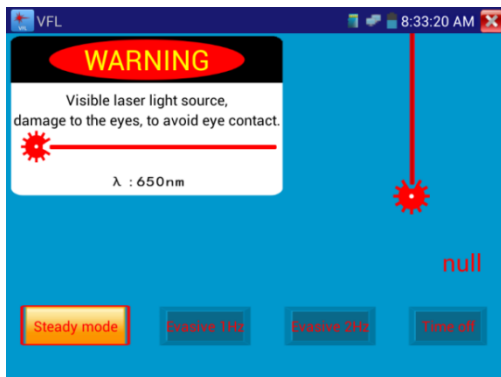 VFL
8:33:20 AM
WARNING
Visible laser light source,
damage to the eyes, to avoid eye contact.
λ : 650nm
null
Steady mode
Evasive 1Hz
Evasive 2Hz
Time off